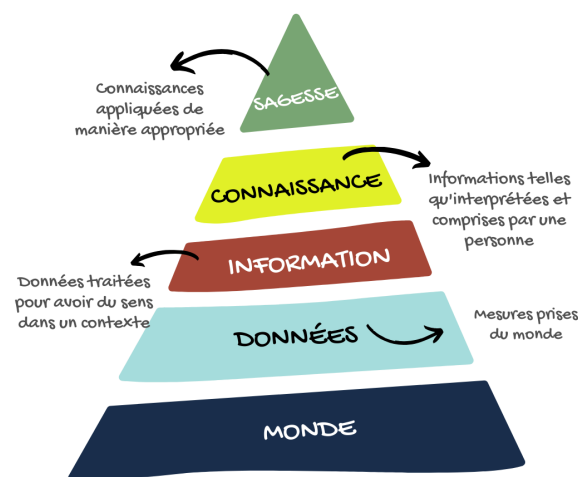 Connaissances
appliquées de
manière appropriée
SAGESSE
CONNAISSANCE
Informations telles
qu'interprétées et
comprises par une
personne
INFORMATION
Données traitées
pour avoir du sens
dans un contexte
DONNÉES
Mesures prises
du monde
MONDE